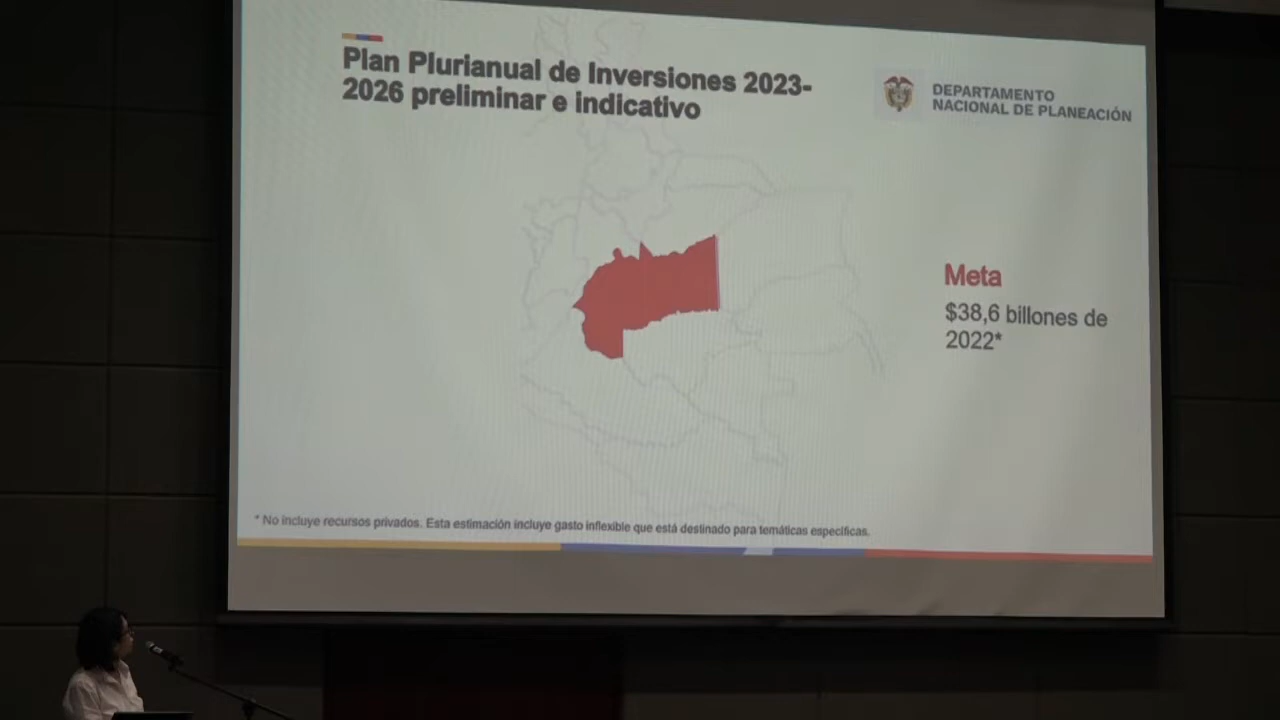 Plan Plurianual de Inversiones 2023-
2026 preliminar e indicativo
DEPARTAMENTO
NACIONAL DE PLANEACIÓN
Meta
$38,6 billones de
2022*
* No incluye recursos privados. Esta estimación incluye gasto inflexible que está destinado para temáticas específicas.